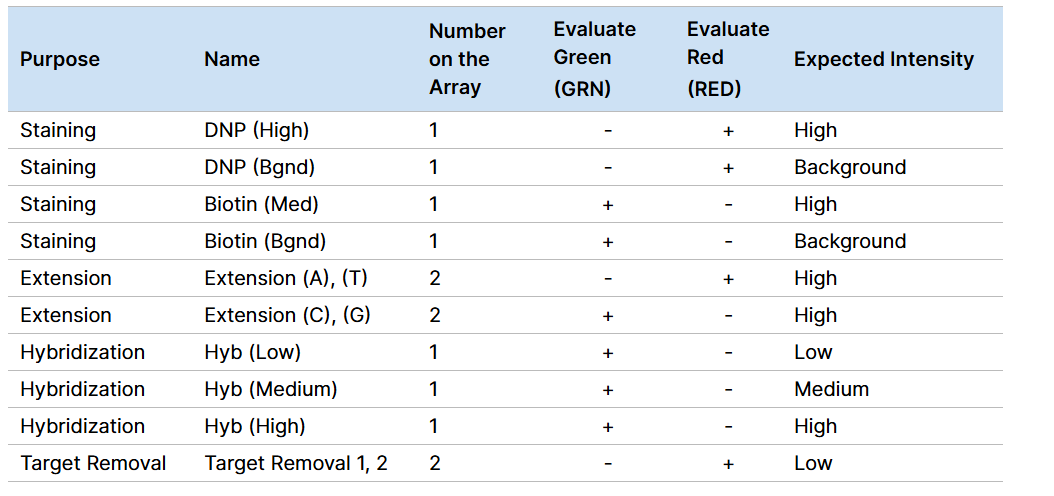 Purpose Name Number on the Array Evaluate Green (GRN) Evaluate Red (RED) Expected Intensity
Staining DNP (High) 1 - + High
Staining DNP (Bgnd) 1 - + Background
Staining Biotin (Med) 1 + - High
Staining Biotin (Bgnd) 1 + - Background
Extension Extension (A), (T) 2 - + High
Extension Extension (C), (G) 2 + - High
Hybridization Hyb (Low) 1 + - Low
Hybridization Hyb (Medium) 1 + - Medium
Hybridization Hyb (High) 1 + - High
Target Removal Target Removal 1, 2 2 - + Low